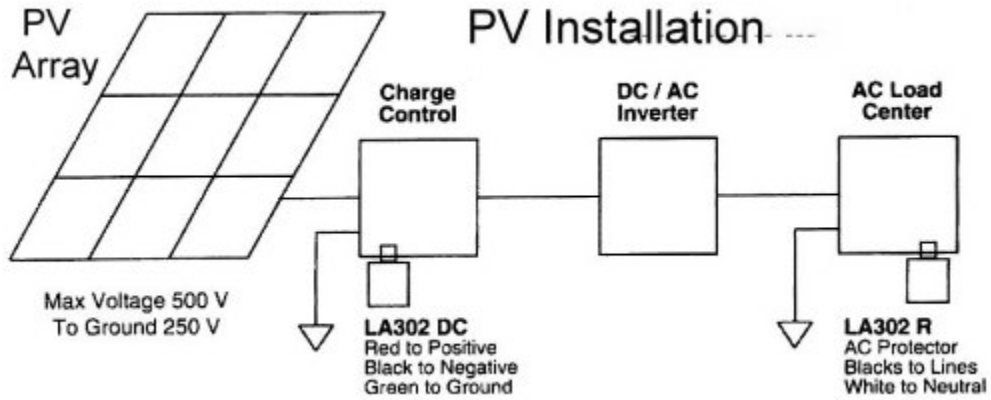 PV Installation
PV
Array
Charge
Control
DC / AC
Inverter
AC Load
Center
Max Voltage 500 V
To Ground 250 V
LA302 DC
Red to Positive
Black to Negative
Green to Ground
LA302 R
AC Protector
Blacks to Lines
White to Neutral